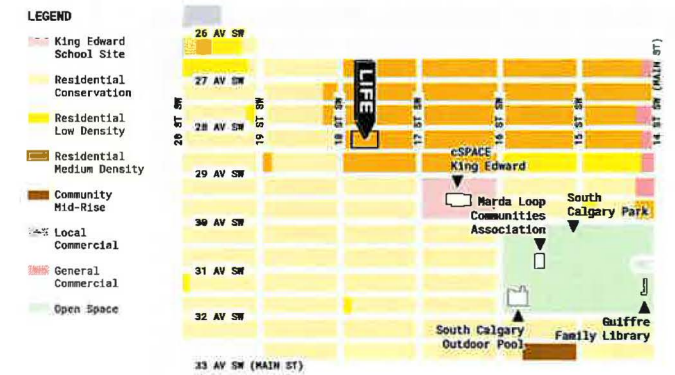 LEGEND
King Edward
School Site
Residential
Conservation
Residential
Low Density
Residential
Medium Density
Community
Mid-Rise
Local
Commercial
General
Commercial
Open Space
26 AV SW
27 AV SW
28 AV SW
29 AV SW
30 AV SW
31 AV SW
32 AV SW
33 AV SW (MAIN ST)
20 ST SW
19 ST SW
18 ST SW
17 ST SW
16 ST SW
15 ST SW
14 ST SW (MAIN ST)
LIFE
cSPACE
King Edward
Marda Loop
Communities
Association
South
Calgary Park
South Calgary
Outdoor Pool
Guiffre
Family Library